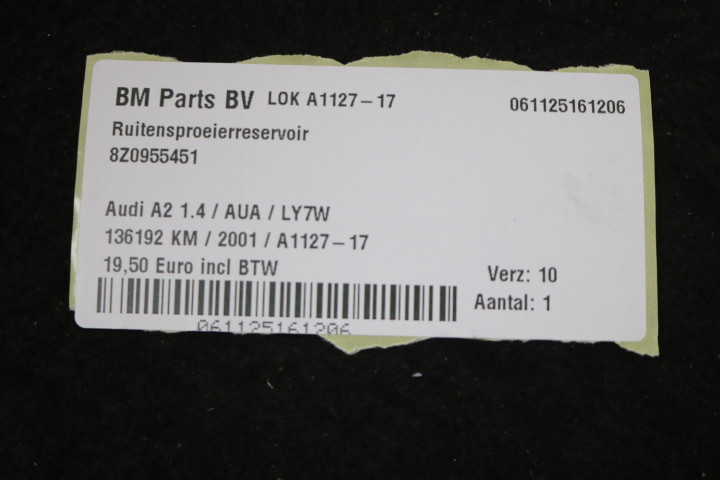 BM Parts BV LOK A1127-17 061125161206
Ruitensproeierreservoir
8Z0955451
Audi A2 1.4 / AUA / LY7W
136192 KM / 2001 / A1127-17
19,50 Euro incl BTW
Verz: 10
Aantal: 1
061125161206